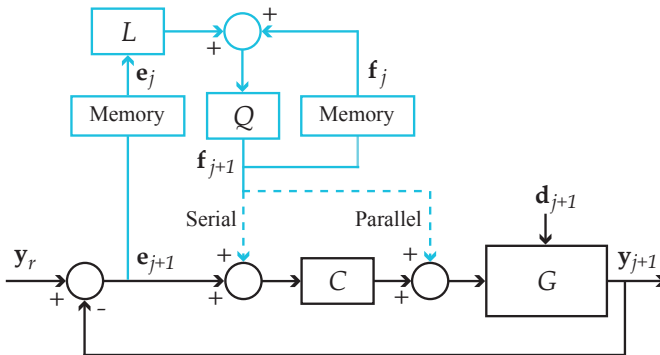 L
+
+
+
e_j
f_j
Memory
Q
Memory
f_{j+1}
d_{j+1}
Serial
Parallel
y_r
e_{j+1}
+
+
y_{j+1}
+
-
+
C
+
G